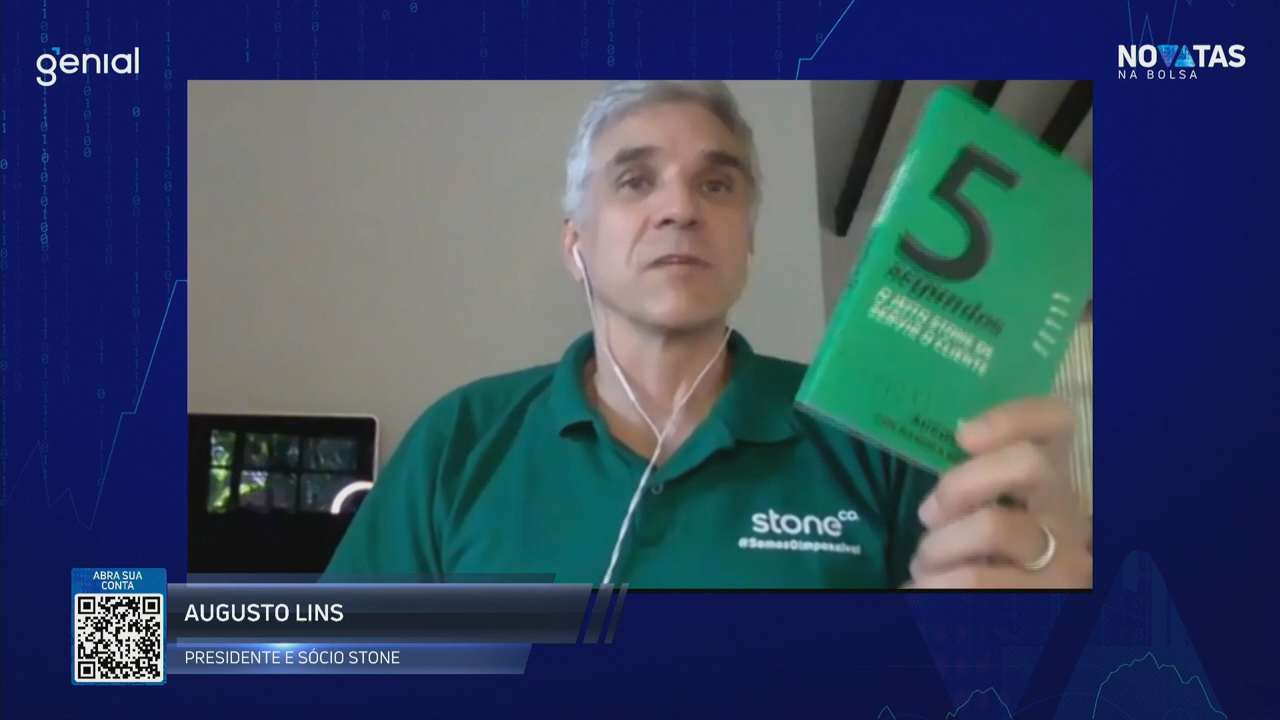 genial
NOVATAS
NA BOLSA
5
segundos
O JEITO STONE DE
SERVIR O CLIENTE
stone co.
#SomosOImpossível
ABRA SUA
CONTA
AUGUSTO LINS
PRESIDENTE E SÓCIO STONE